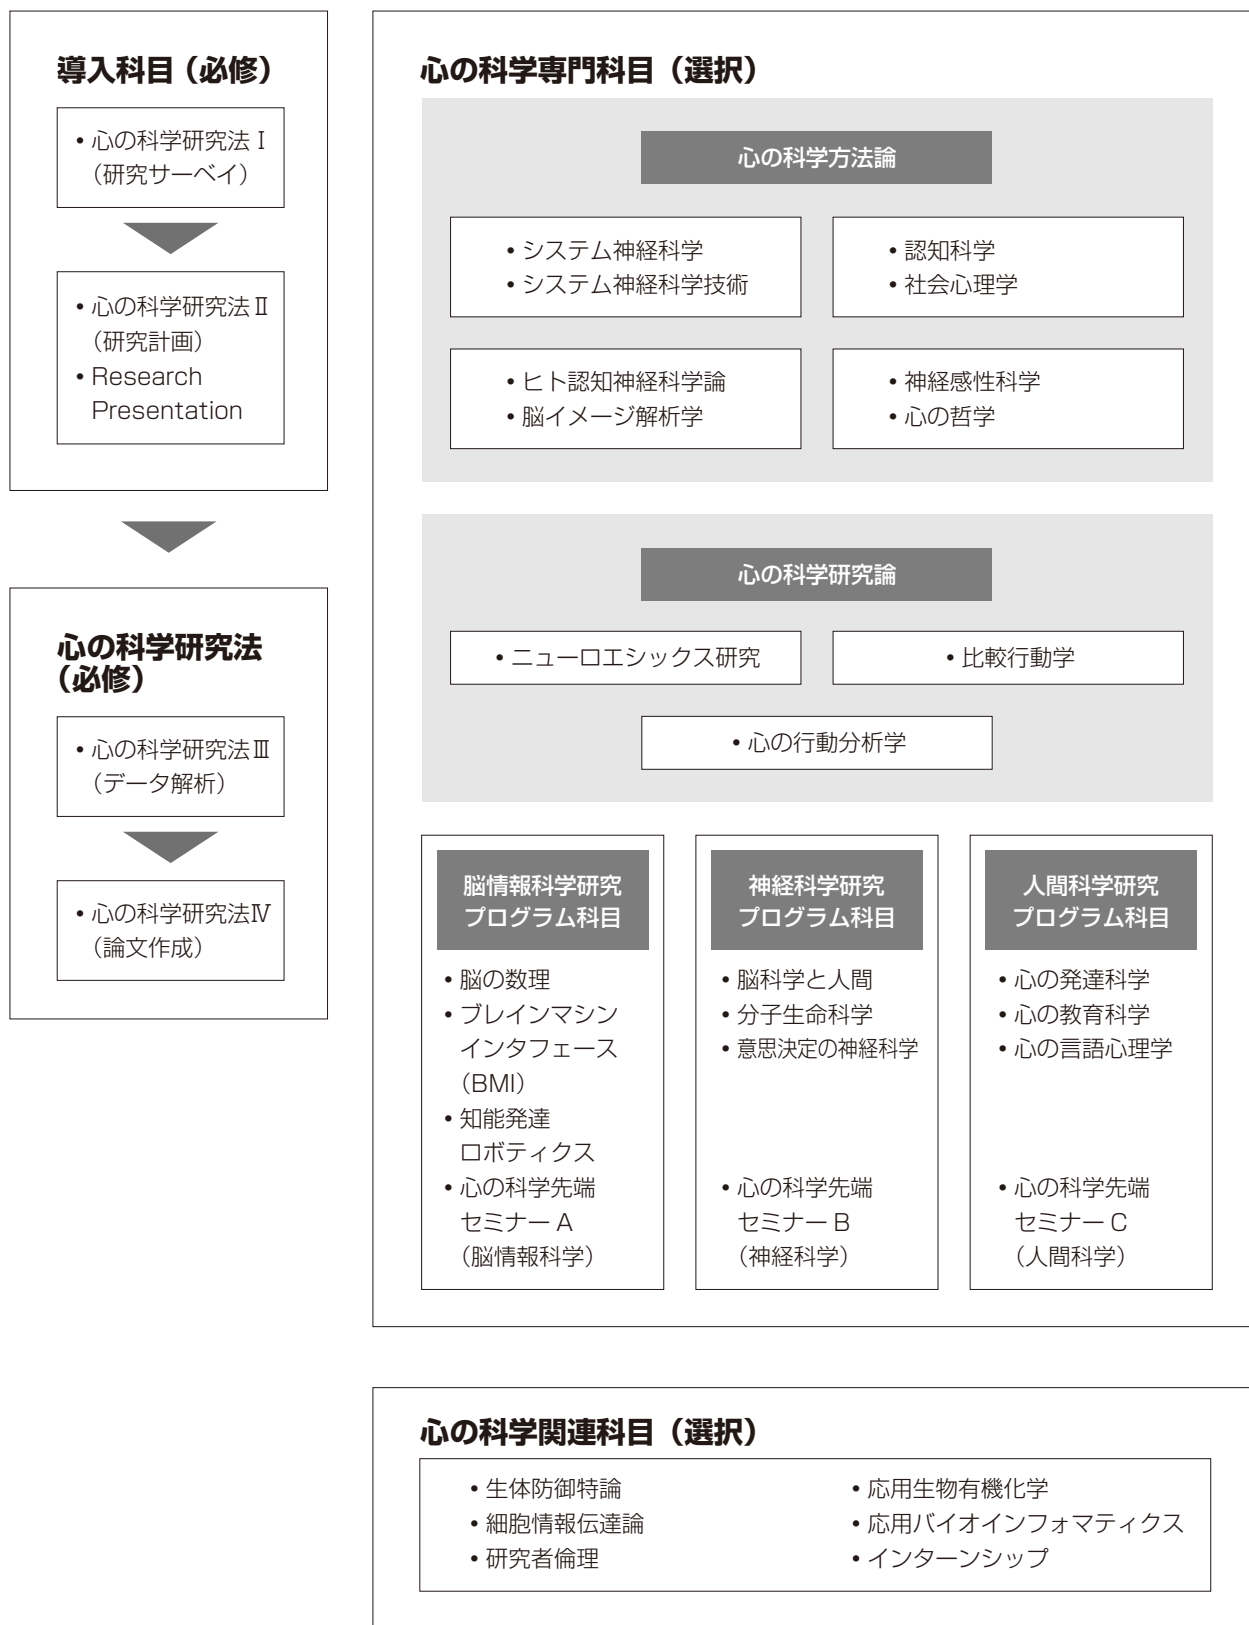 導入科目（必修）
• 心の科学研究法Ⅰ
（研究サーベイ）
• 心の科学研究法Ⅱ
（研究計画）
• Research
Presentation
心の科学研究法
（必修）
• 心の科学研究法Ⅲ
（データ解析）
• 心の科学研究法Ⅳ
（論文作成）
心の科学専門科目（選択）
心の科学方法論
• システム神経科学
• システム神経科学技術
• 認知科学
• 社会心理学
• ヒト認知神経科学論
• 脳イメージ解析学
• 神経感性科学
• 心の哲学
心の科学研究論
• ニューロエシックス研究
• 比較行動学
• 心の行動分析学
脳情報科学研究
プログラム科目
• 脳の数理
• ブレインマシン
インタフェース
（BMI）
• 知能発達
ロボティクス
• 心の科学先端
セミナー A
（脳情報科学）
神経科学研究
プログラム科目
• 脳科学と人間
• 分子生命科学
• 意思決定の神経科学
• 心の科学先端
セミナー B
（神経科学）
人間科学研究
プログラム科目
• 心の発達科学
• 心の教育科学
• 心の言語心理学
• 心の科学先端
セミナー C
（人間科学）
心の科学関連科目（選択）
• 生体防御特論
• 細胞情報伝達論
• 研究者倫理
• 応用生物有機化学
• 応用バイオインフォマティクス
• インターンシップ